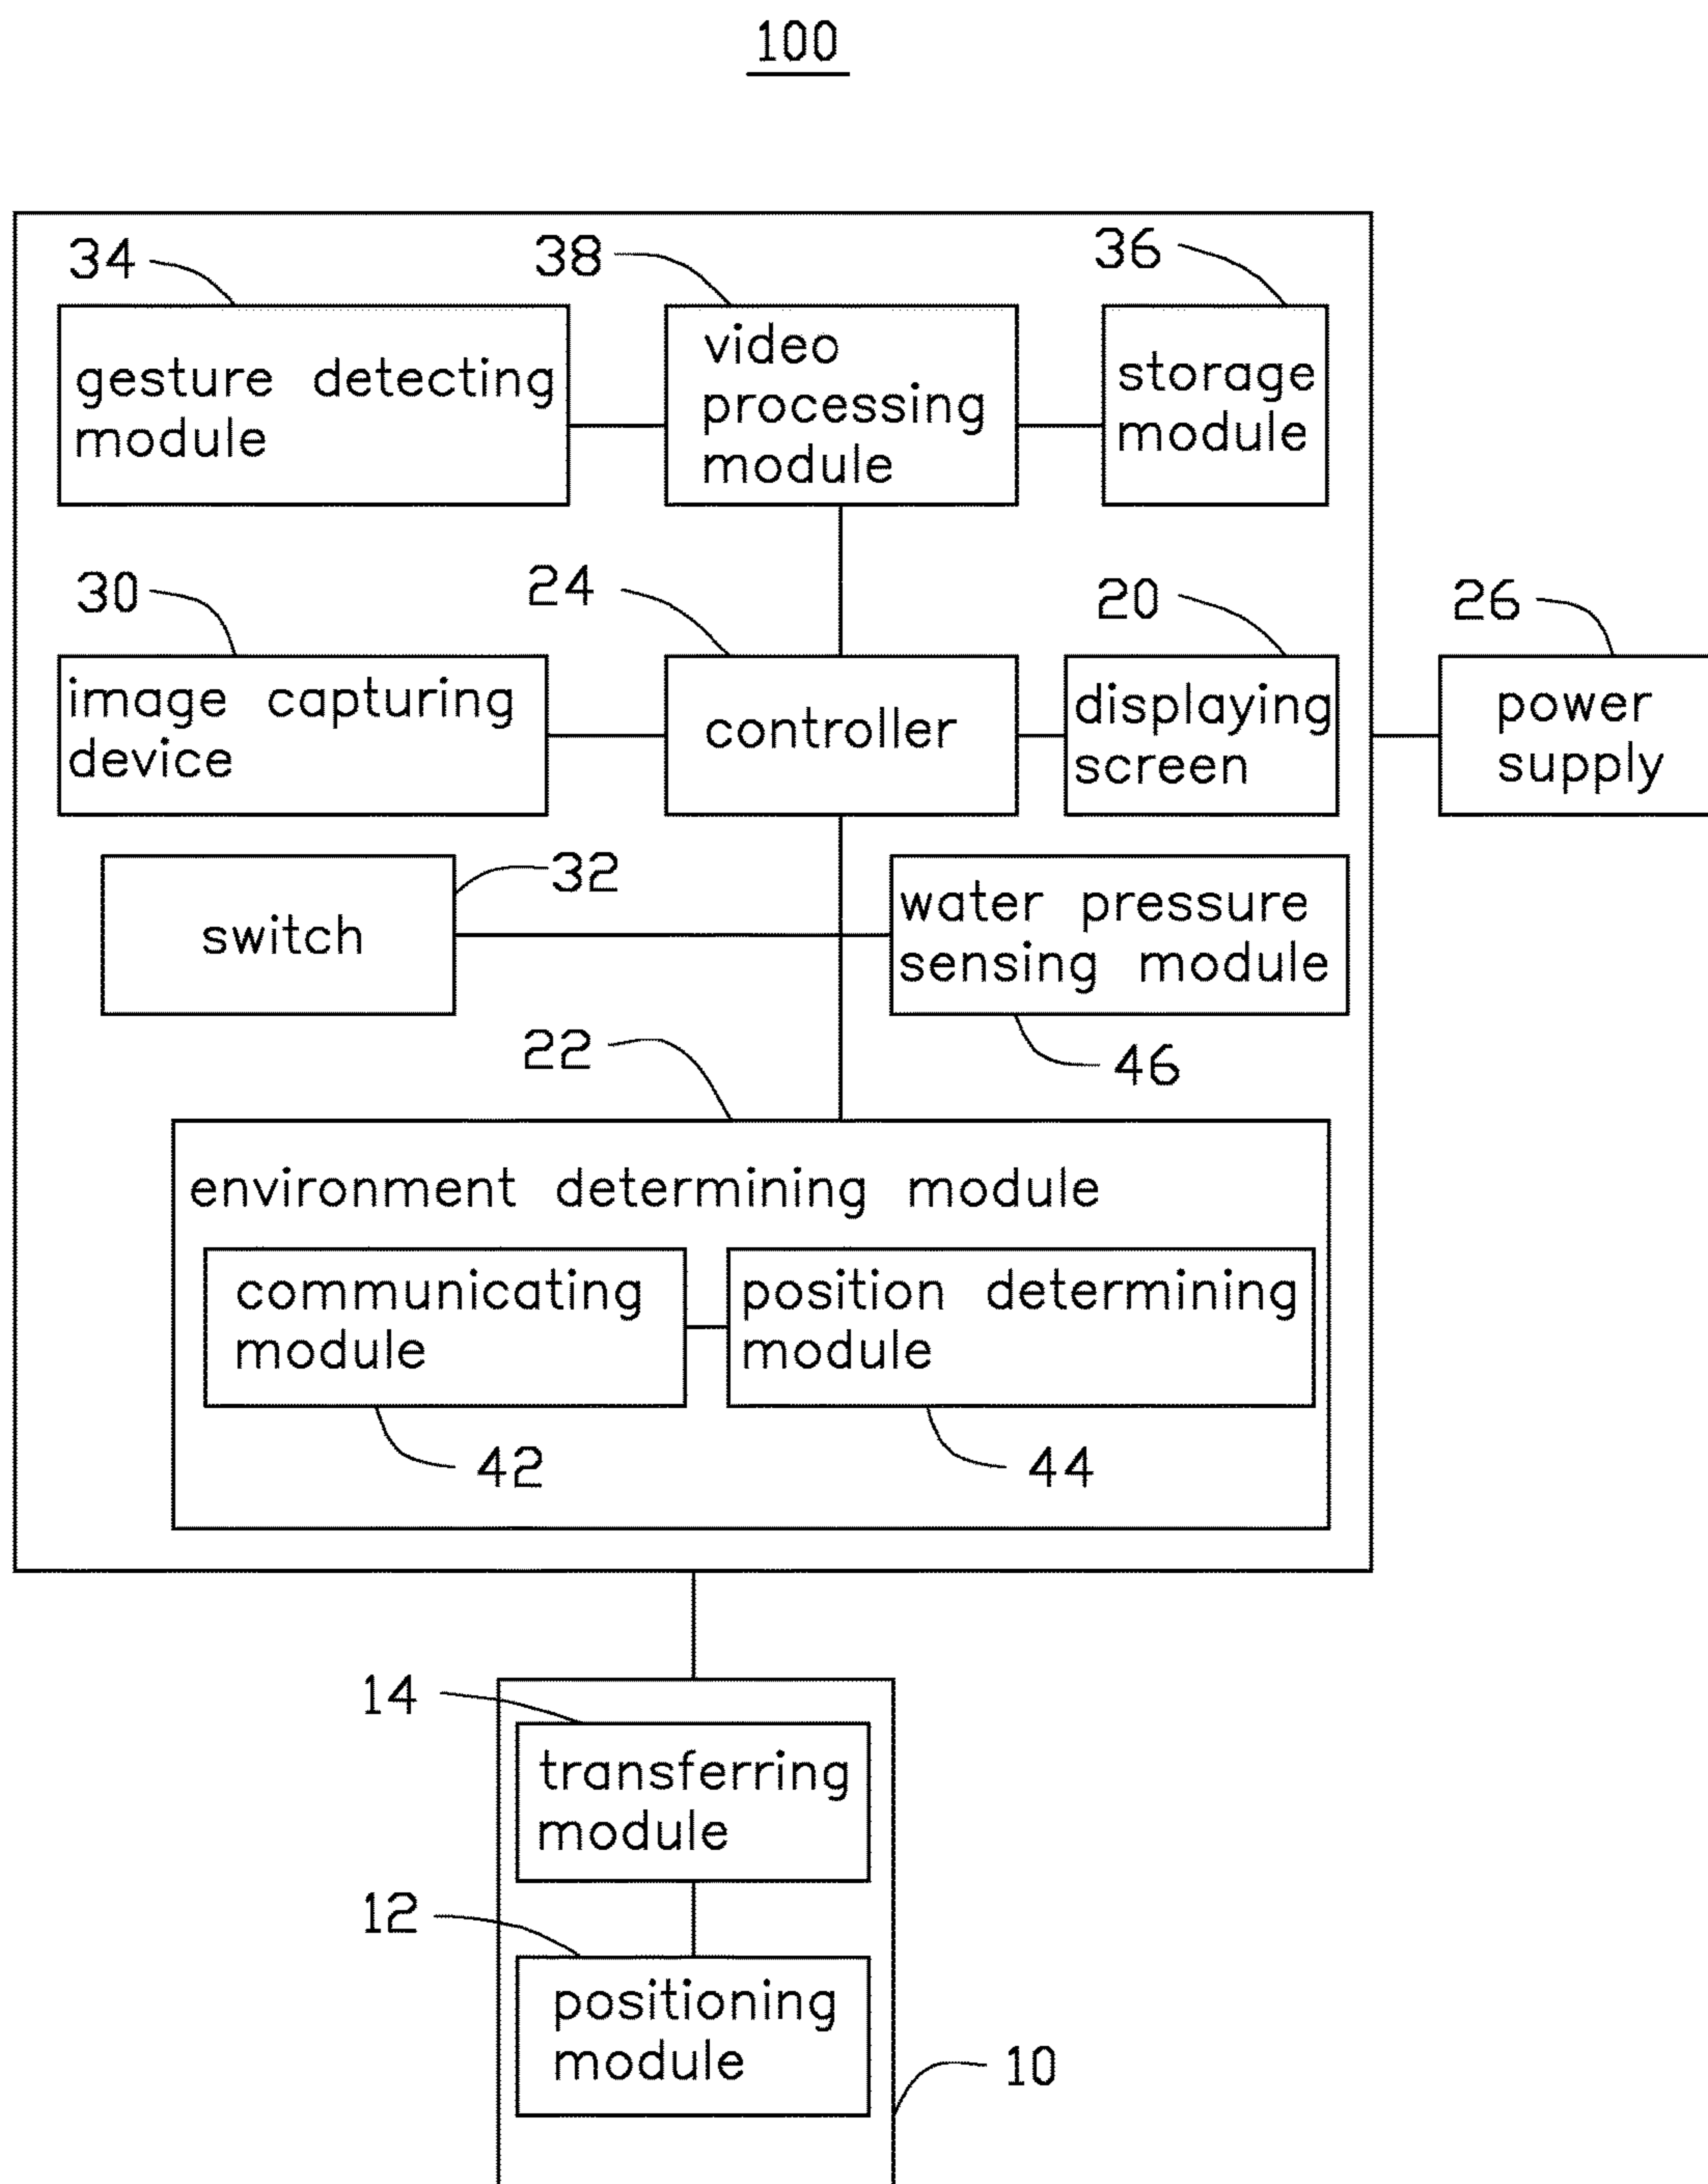 100
34
38
36
gesture detecting
module
video
processing
module
storage
module
30
24
20
26
image capturing
device
controller
displaying
screen
power
supply
switch
32
water pressure
sensing module
22
46
environment determining module
communicating
module
position determining
module
42
44
14
transferring
module
12
positioning
module
10